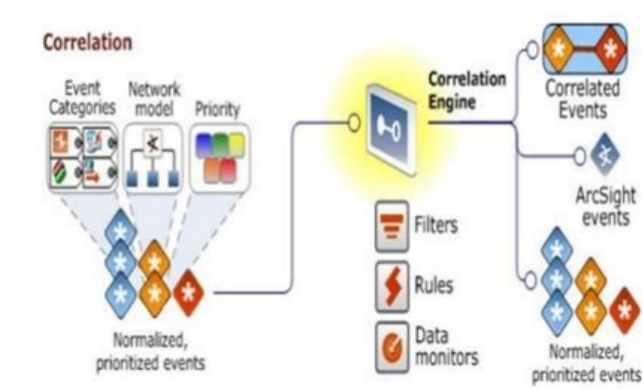 Correlation
Event
Categories
Network
model
Priority
Normalized,
prioritized events
Correlation
Engine
Filters
Rules
Data
monitors
Correlated
Events
ArcSight
events
Normalized,
prioritized events